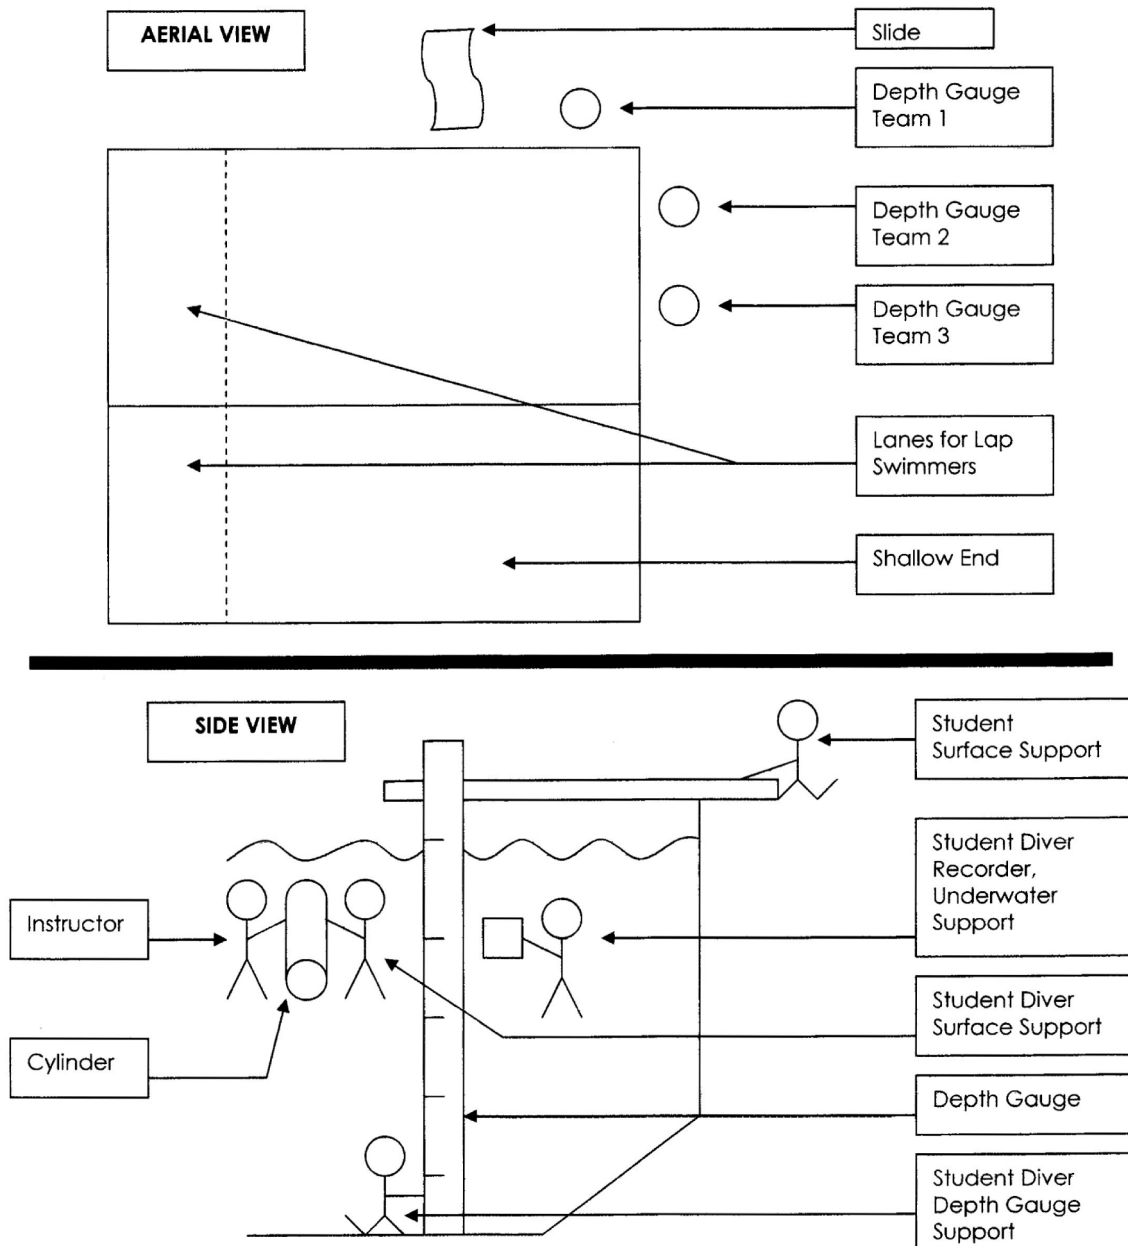 AERIAL VIEW
Slide
Depth Gauge
Team 1
Depth Gauge
Team 2
Depth Gauge
Team 3
Lanes for Lap
Swimmers
Shallow End
SIDE VIEW
Student
Surface Support
Student Diver
Recorder,
Underwater
Support
Instructor
Student Diver
Surface Support
Cylinder
Depth Gauge
Student Diver
Depth Gauge
Support